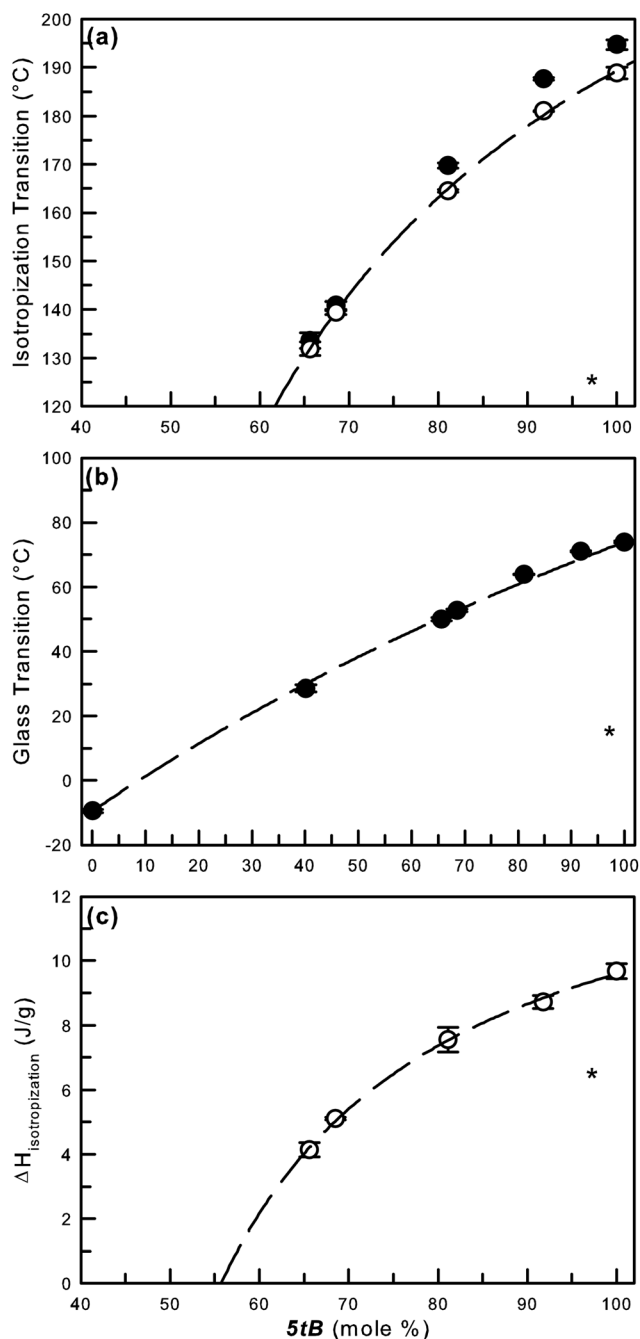 (a)
Isotropization Transition (°C)
200
190
180
170
160
150
140
130
120
*
40 50 60 70 80 90 100
(b)
Glass Transition (°C)
100
80
60
40
20
0
-20
*
0 10 20 30 40 50 60 70 80 90 100
(c)
ΔHisotropization (J/g)
12
10
8
6
4
2
0
*
40 50 60 70 80 90 100
5tB (mole %)